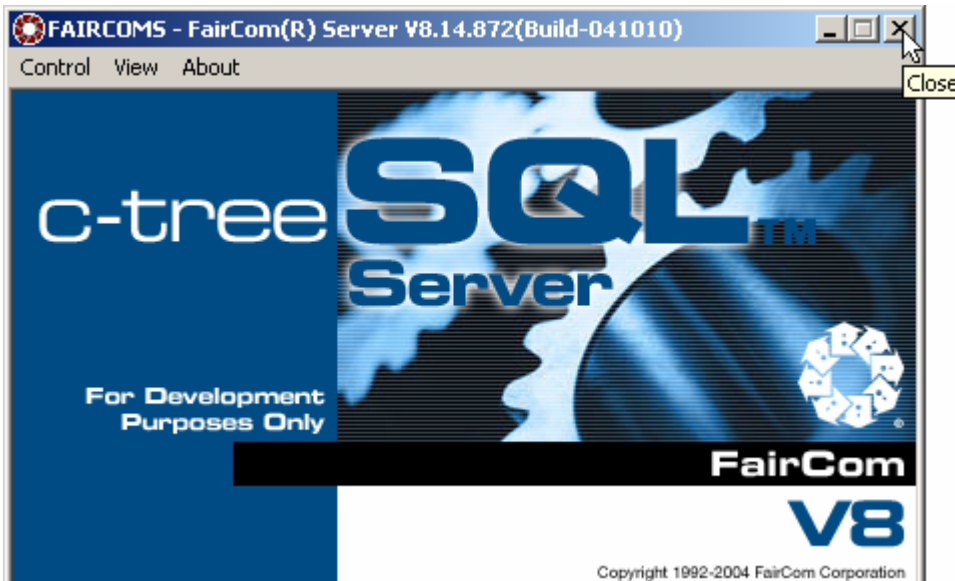 FAIRCOMS - FairCom(R) Server V8.14.872(Build-041010)
Control View About
Close
c-tree SQL TM
Server
For Development
Purposes Only
®
FairCom
V8
Copyright 1992-2004 FairCom Corporation